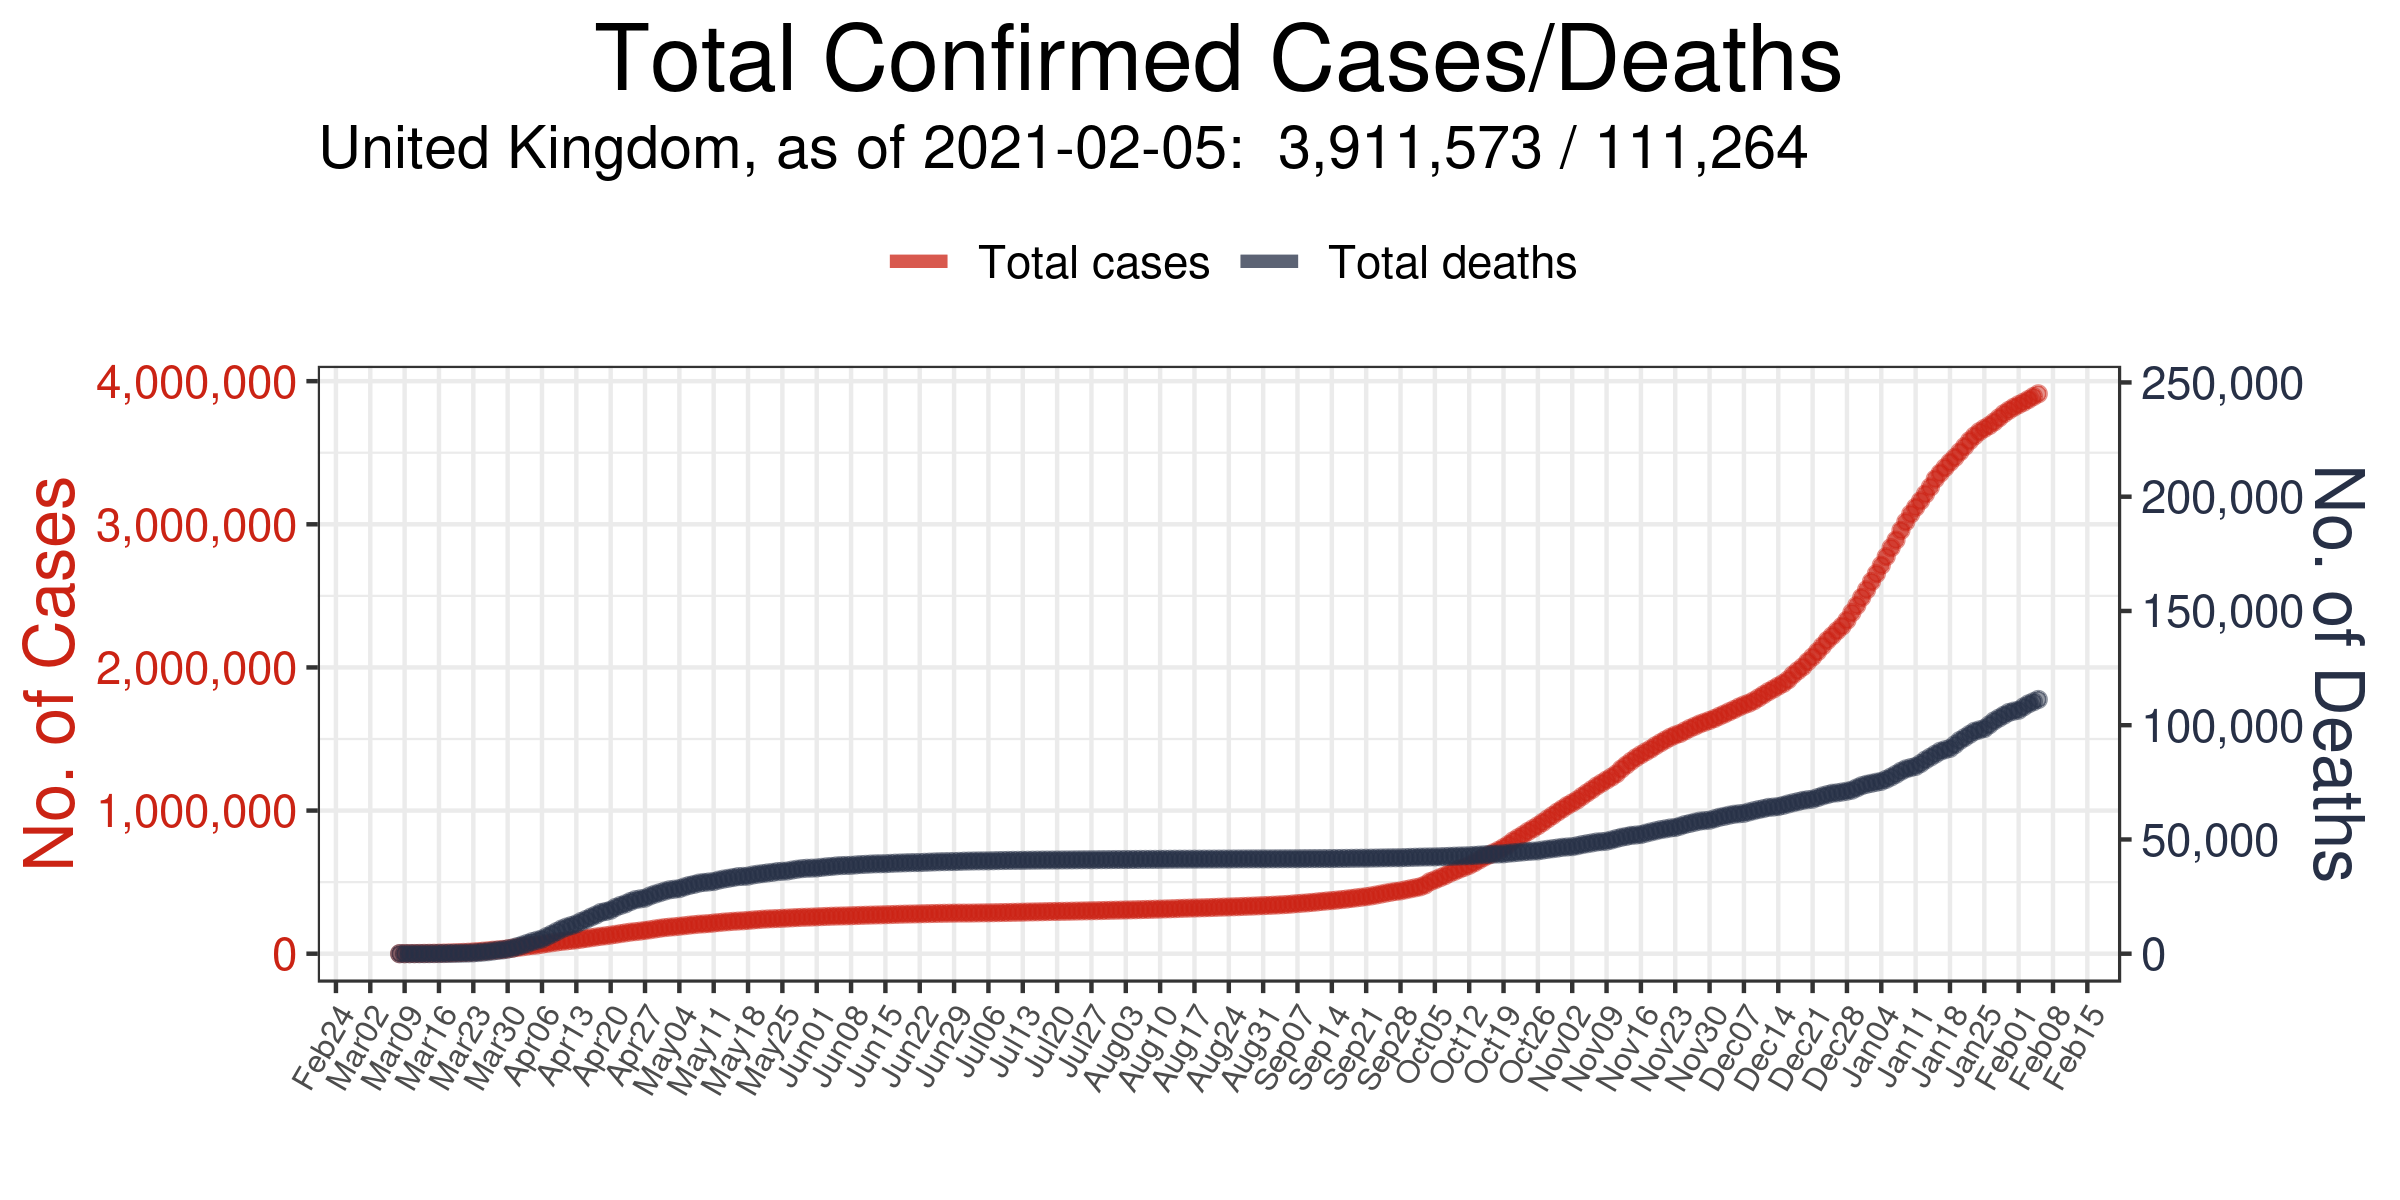 Total Confirmed Cases/Deaths
United Kingdom, as of 2021-02-05:  3,911,573 / 111,264
Total cases
Total deaths
No. of Cases
4,000,000
3,000,000
2,000,000
1,000,000
0
250,000
200,000
150,000
100,000
50,000
0
No. of Deaths
Feb24
Mar02
Mar09
Mar16
Mar23
Mar30
Apr06
Apr13
Apr20
Apr27
May04
May11
May18
May25
Jun01
Jun08
Jun15
Jun22
Jun29
Jul06
Jul13
Jul20
Jul27
Aug03
Aug10
Aug17
Aug24
Aug31
Sep07
Sep14
Sep21
Sep28
Oct05
Oct12
Oct19
Oct26
Nov02
Nov09
Nov16
Nov23
Nov30
Dec07
Dec14
Dec21
Dec28
Jan04
Jan11
Jan18
Jan25
Feb01
Feb08
Feb15